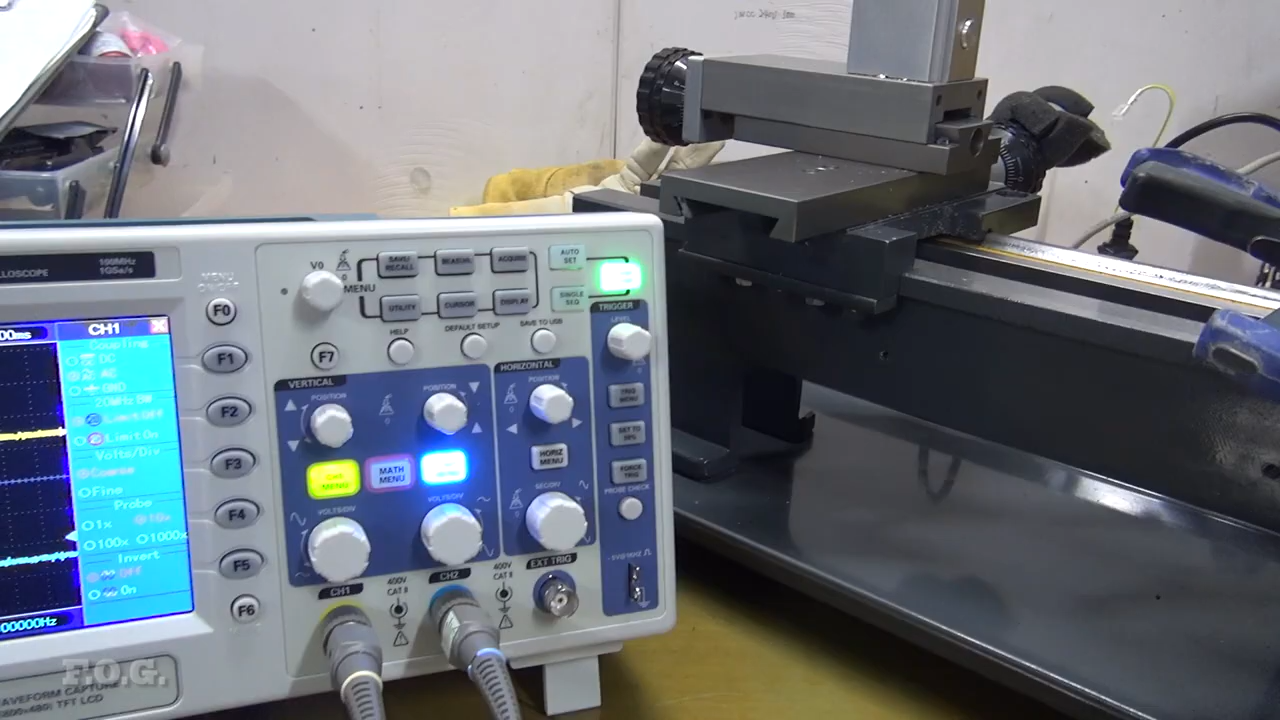 LLOSCOPE
100MHz
1GSa/s
MENU
ON/OFF
V0
MENU
SAVE/
RECALL
MEASURE
ACQUIRE
AUTO
SET
UTILITY
CURSOR
DISPLAY
SINGLE
SEQ
HELP
DEFAULT SETUP
SAVE TO USB
F0
F1
F2
F3
F4
F5
F6
F7
00ms
CH1
Coupling
DC
AC
GND
20MHz BW
Limit Off
Limit On
Volts/Div
Coarse
Fine
Probe
1x
10x
100x
1000x
Invert
Off
On
00000Hz
VERTICAL
POSITION
POSITION
MATH
MENU
VOLTS/DIV
VOLTS/DIV
HORIZONTAL
POSITION
HORIZ
MENU
SEC/DIV
TRIGGER
LEVEL
TRIG
MENU
SET TO
50%
FORCE
TRIG
PROBE CHECK
CH1
400V
CAT II
CH2
400V
CAT II
EXT TRIG
F.O.G.
WAVEFORM CAPTURE
TFT LCD